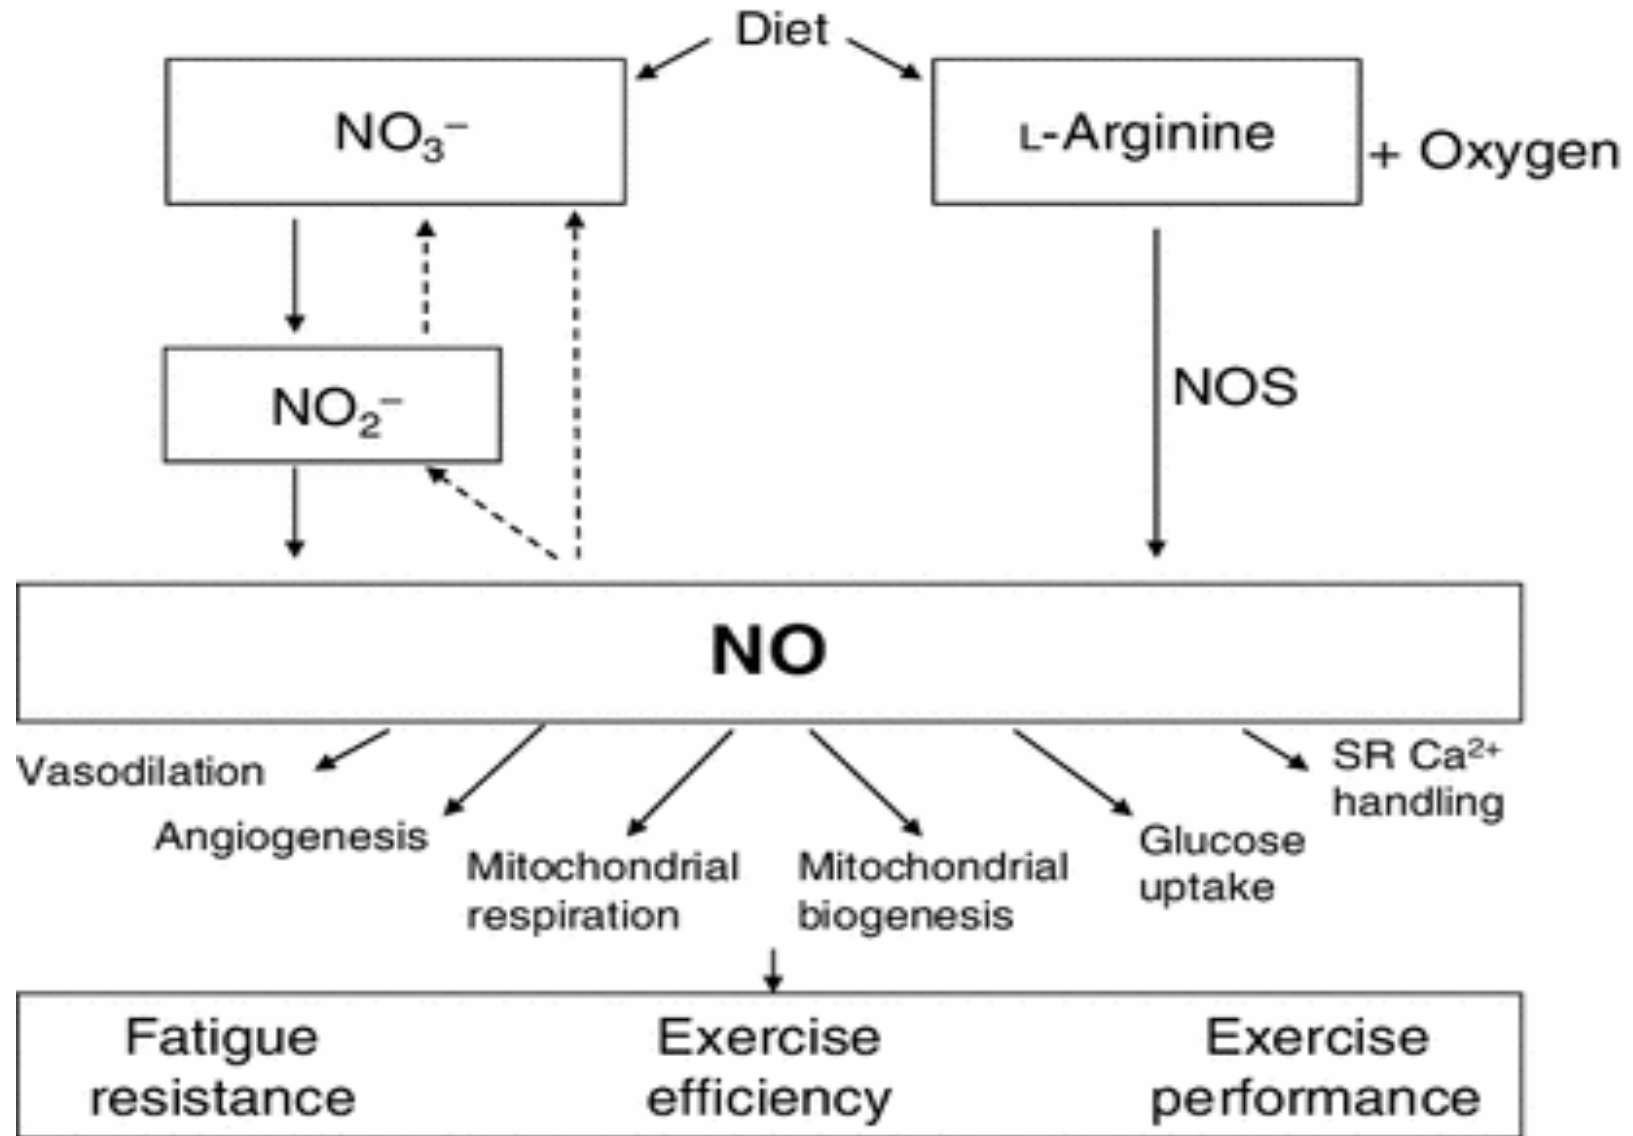 Diet
NO₃⁻
L-Arginine
+ Oxygen
NO₂⁻
NOS
NO
Vasodilation
Angiogenesis
Mitochondrial
respiration
Mitochondrial
biogenesis
Glucose
uptake
SR Ca²⁺
handling
Fatigue
resistance
Exercise
efficiency
Exercise
performance